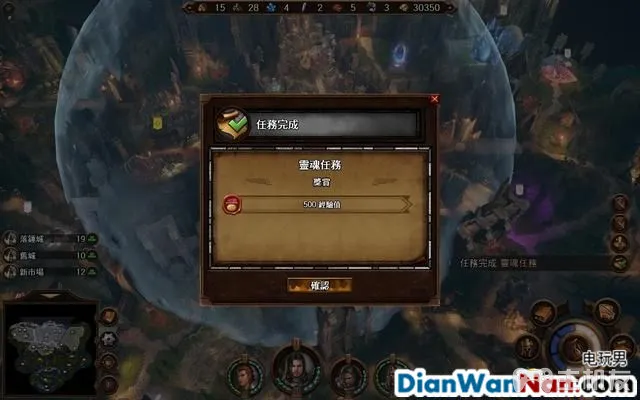 15 28 4 2 5 3 30350
任務完成
靈魂任務
獎賞
500 經驗值
確認
落錘城 19
舊城 10
新市場 12
任務完成 靈魂任務
电玩男
DianWanNan.com